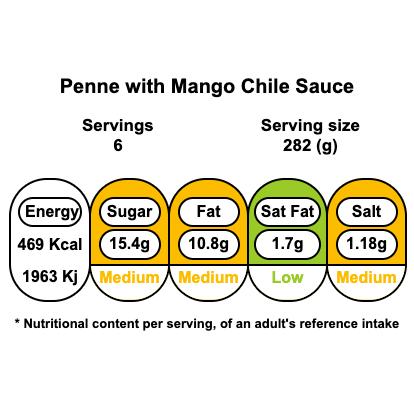 Penne with Mango Chile Sauce
Servings Serving size
6 282 (g)
Energy Sugar Fat Sat Fat Salt
469 Kcal 15.4g 10.8g 1.7g 1.18g
1963 Kj Medium Medium Low Medium
* Nutritional content per serving, of an adult's reference intake